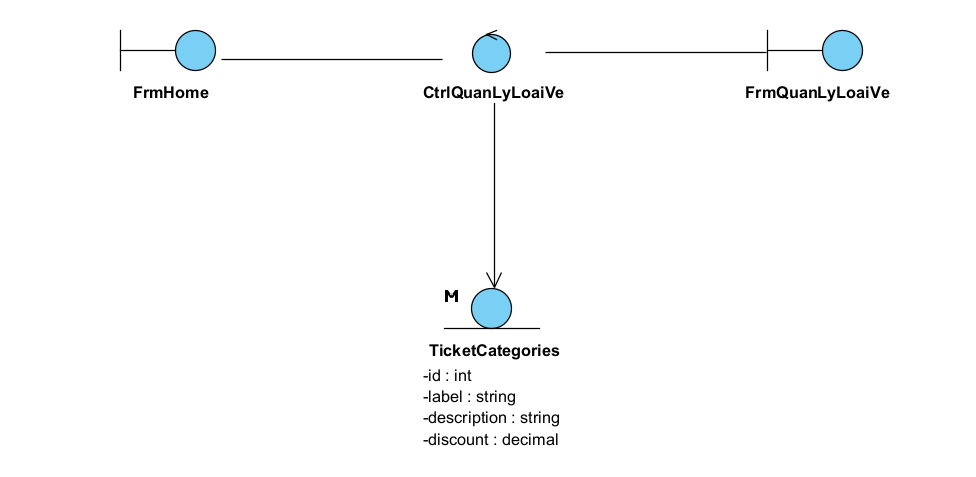 FrmHome
CtrlQuanLyLoaiVe
FrmQuanLyLoaiVe
M
TicketCategories
-id : int
-label : string
-description : string
-discount : decimal